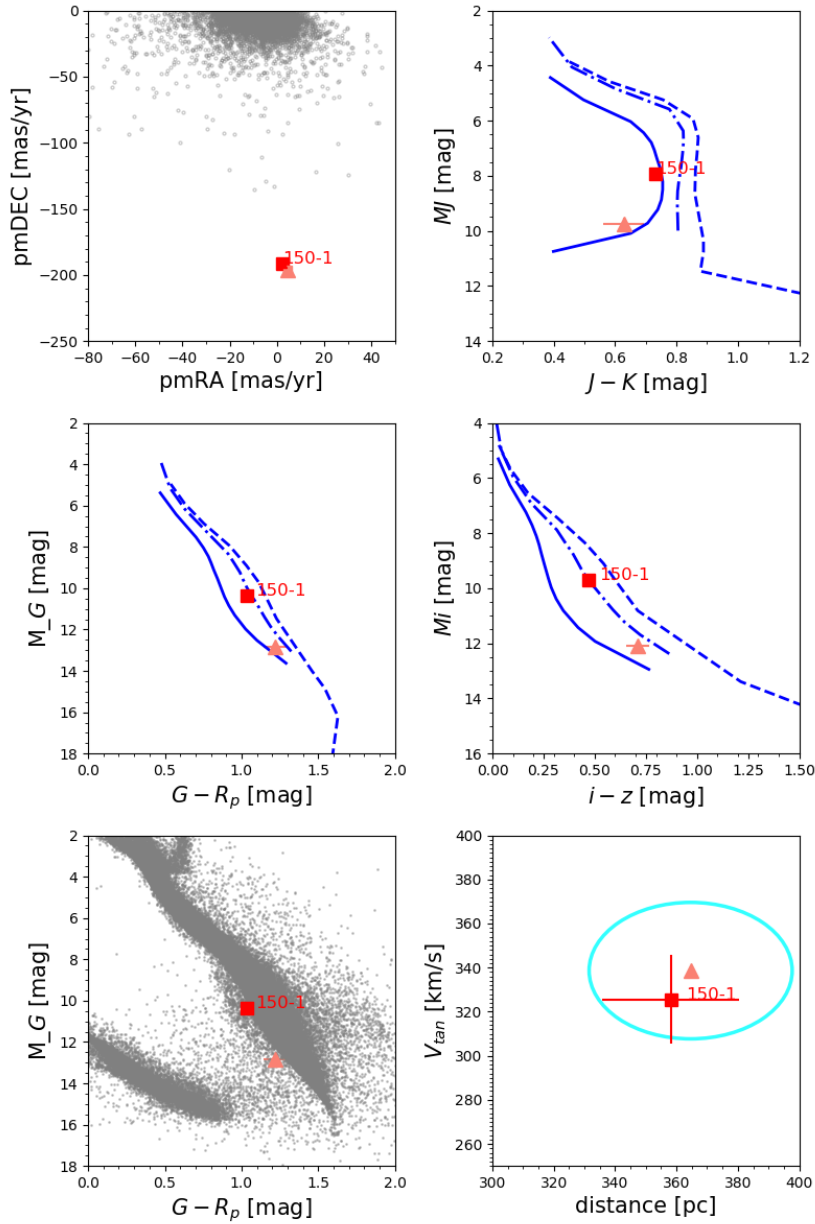 0
−50
−100
−150
−200
−250
−80 −60 −40 −20 0 20 40
pmDEC [mas/yr]
pmRA [mas/yr]
150-1
2
4
6
8
10
12
14
0.2 0.4 0.6 0.8 1.0 1.2
MJ [mag]
J − K [mag]
150-1
2
4
6
8
10
12
14
16
18
0.0 0.5 1.0 1.5 2.0
M_G [mag]
G − Rp [mag]
150-1
4
6
8
10
12
14
16
0.00 0.25 0.50 0.75 1.00 1.25 1.50
Mi [mag]
i − z [mag]
150-1
2
4
6
8
10
12
14
16
18
0.0 0.5 1.0 1.5 2.0
M_G [mag]
G − Rp [mag]
150-1
400
380
360
340
320
300
280
260
300 320 340 360 380 400
Vtan [km/s]
distance [pc]
150-1